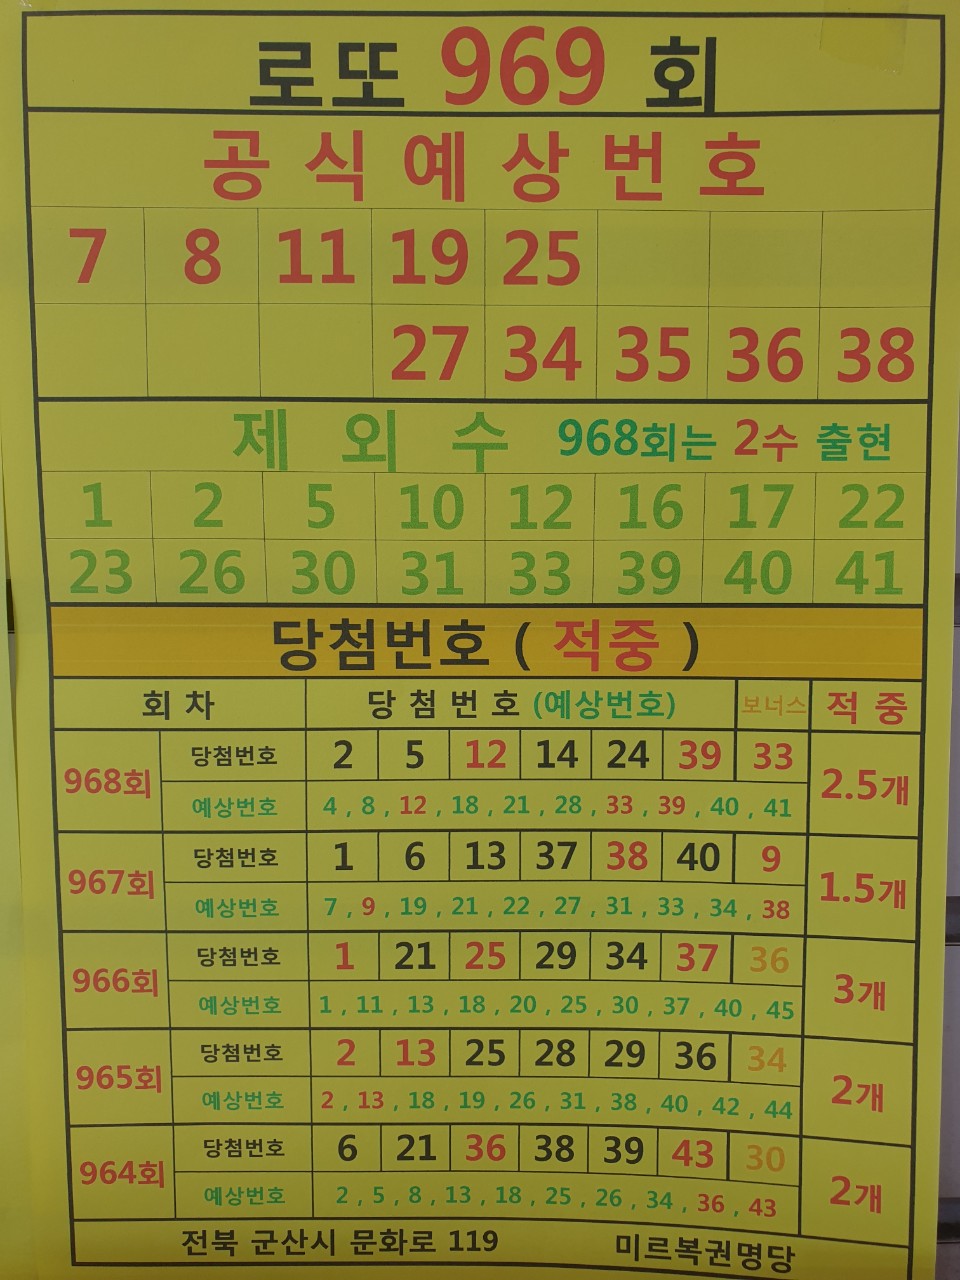 로또 969 회
공식예상번호
7 8 11 19 25
27 34 35 36 38
제 외 수 968회는 2수 출현
1 2 5 10 12 16 17 22
23 26 30 31 33 39 40 41
당첨번호 ( 적중 )
회 차 당 첨 번 호 (예상번호) 보너스 적 중
968회 당첨번호 2 5 12 14 24 39 33 2.5개
예상번호 4 , 8 , 12 , 18 , 21 , 28 , 33 , 39 , 40 , 41
967회 당첨번호 1 6 13 37 38 40 9 1.5개
예상번호 7 , 9 , 19 , 21 , 22 , 27 , 31 , 33 , 34 , 38
966회 당첨번호 1 21 25 29 34 37 36 3개
예상번호 1 , 11 , 13 , 18 , 20 , 25 , 30 , 37 , 40 , 45
965회 당첨번호 2 13 25 28 29 36 34 2개
예상번호 2 , 13 , 18 , 19 , 26 , 31 , 38 , 40 , 42 , 44
964회 당첨번호 6 21 36 38 39 43 30 2개
예상번호 2 , 5 , 8 , 13 , 18 , 25 , 26 , 34 , 36 , 43
전북 군산시 문화로 119 미르복권명당